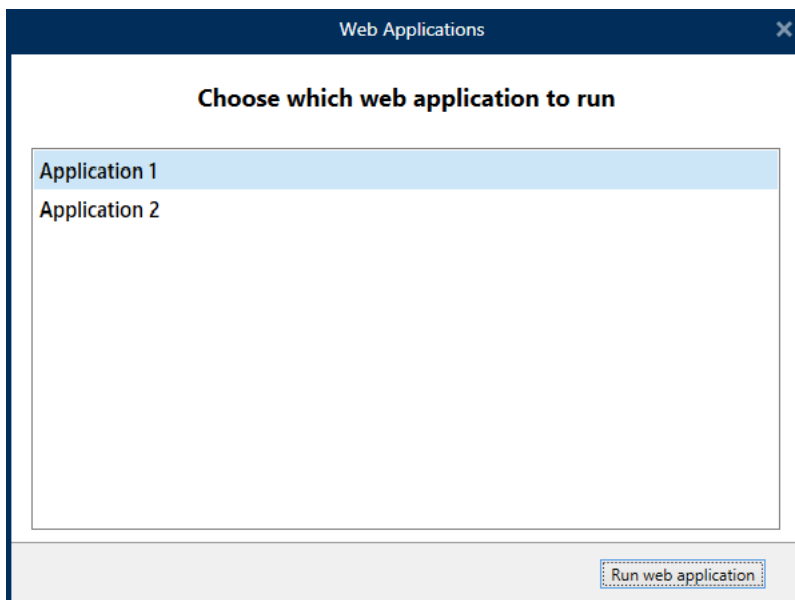 Web Applications
Choose which web application to run
Application 1
Application 2
Run web application